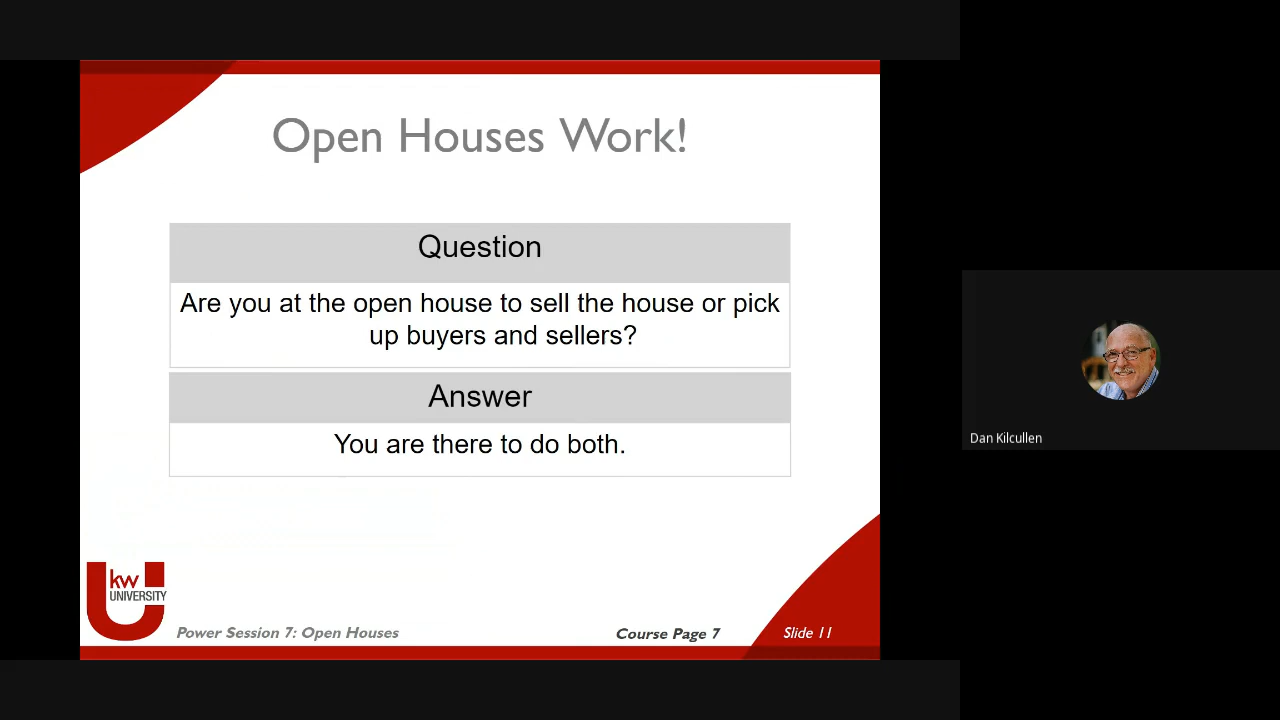 Open Houses Work!
Question
Are you at the open house to sell the house or pick
up buyers and sellers?
Answer
You are there to do both.
Dan Kilcullen
kw
UNIVERSITY
Power Session 7: Open Houses
Course Page 7
Slide 11